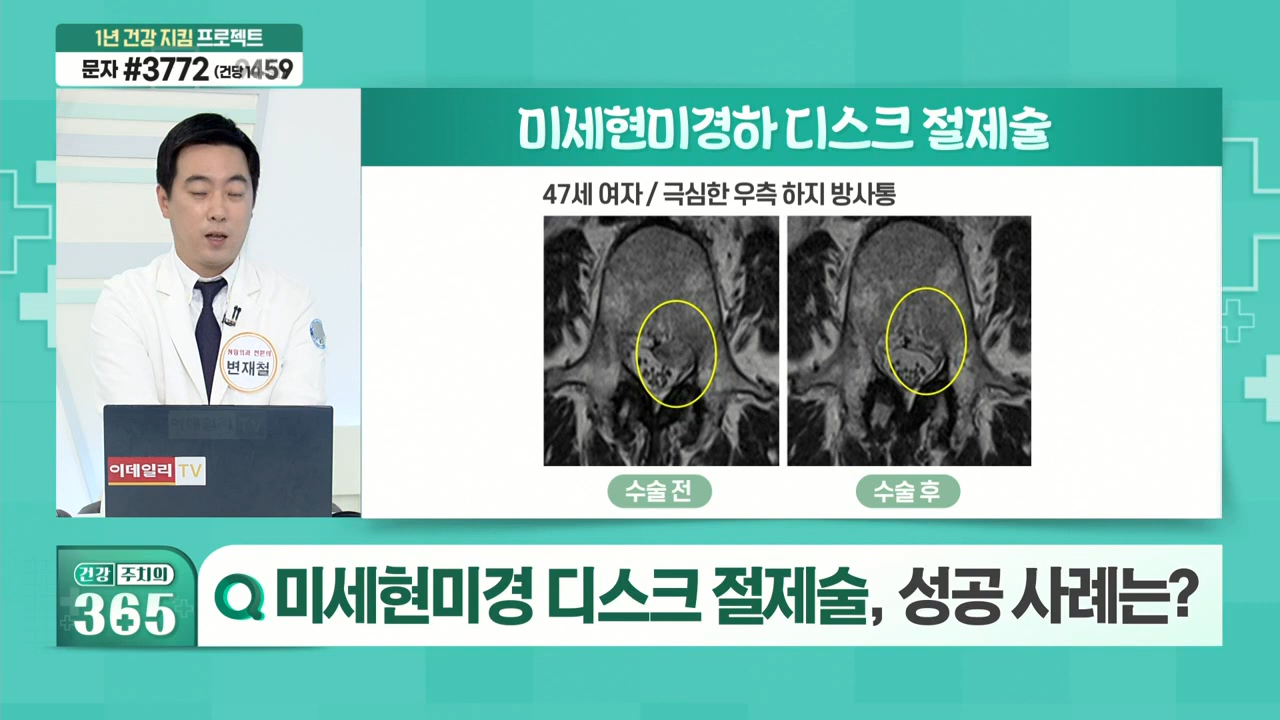 1년 건강 지킴 프로젝트
문자 #3772
미세현미경하 디스크 절제술
47세 여자 / 극심한 우측 하지 방사통
변재철
이데일리 TV
수술 전
수술 후
건강 주치의
365
Q 미세현미경 디스크 절제술, 성공 사례는?